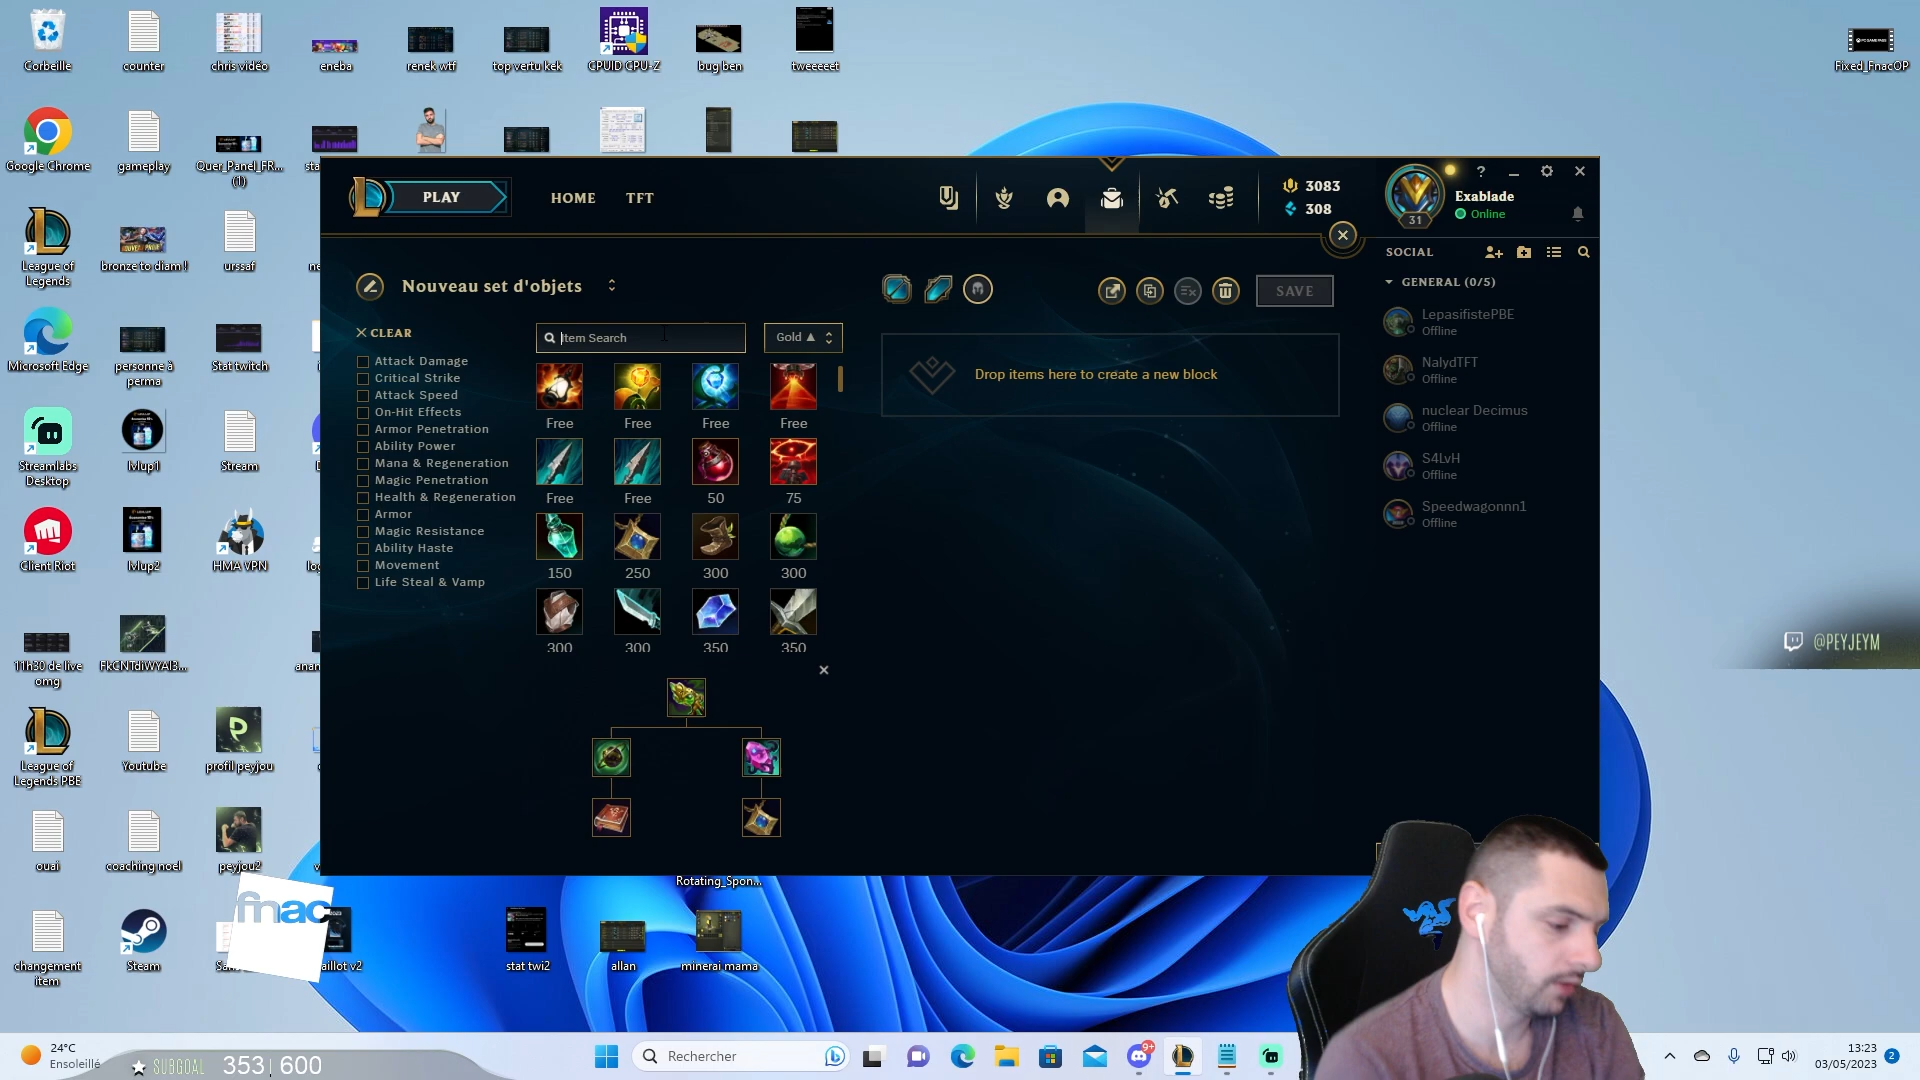 Corbeille
counter
chris vidéo
eneba
renek wtf
top vertu kek
CPUID CPU-Z
bug ben
tweeeeet
Fixed_FnacOP
Google Chrome
gameplay
Quer_Panel_FR...
(1)
PLAY
HOME
TFT
3083
308
31
Exablade
Online
League of
Legends
bronze to diam !
urssaf
Nouveau set d'objets
SAVE
SOCIAL
GENERAL (0/5)
LepasifistePBE
Offline
NalydTFT
Offline
nuclear Decimus
Offline
S4LvH
Offline
Speedwagonnn1
Offline
CLEAR
Attack Damage
Critical Strike
Attack Speed
On-Hit Effects
Armor Penetration
Ability Power
Mana & Regeneration
Magic Penetration
Health & Regeneration
Armor
Magic Resistance
Ability Haste
Movement
Life Steal & Vamp
Item Search
Gold ▲
Free
Free
Free
Free
Free
Free
50
75
150
250
300
300
300
300
350
350
Drop items here to create a new block
Microsoft Edge
personne à
perma
Stat twitch
Streamlabs
Desktop
lvlup1
Stream
Client Riot
lvlup2
HMA VPN
11h30 de live
omg
FkCNTdiWYAI3...
@PEYJEYM
League of
Legends PBE
Youtube
profil peyjou
ouai
coaching noel
peyjou2
Rotating_Spon...
fnac
changement
item
Steam
aillot v2
stat twi2
allan
minerai mama
24°C
Ensoleillé
SUBGOAL 353 | 600
Rechercher
9+
13:23
03/05/2023
2